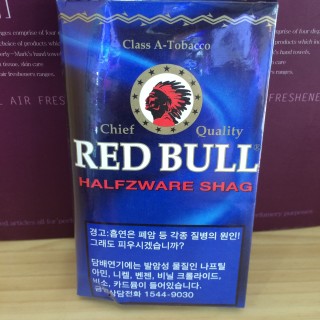 Class A-Tobacco
Chief Quality
RED BULL®
HALFZWARE SHAG
경고:흡연은 폐암 등 각종 질병의 원인!
그래도 피우시겠습니까?
담배연기에는 발암성 물질인 나프틸
아민, 니켈, 벤젠, 비닐 크롤라이드,
비소, 카드뮴이 들어있습니다.
금연상담전화 1544-9030
AIR FRESH